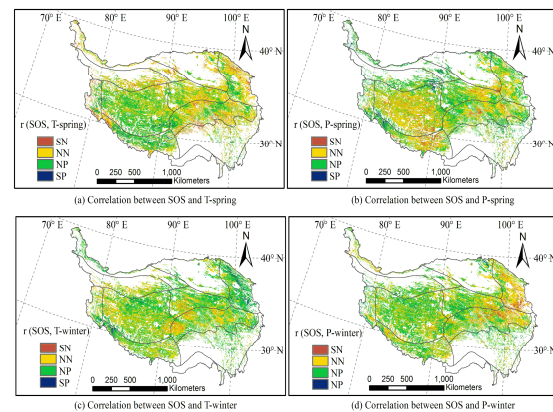 70° E
80° E
90° E
100° E
N
40° N
r (SOS, T-spring)
SN
NN
NP
SP
30° N
0 250 500 1,000
Kilometers
(a) Correlation between SOS and T-spring
70° E
80° E
90° E
100° E
N
40° N
r (SOS, P-spring)
SN
NN
NP
SP
30° N
0 250 500 1,000
Kilometers
(b) Correlation between SOS and P-spring
70° E
80° E
90° E
100° E
N
40° N
r (SOS, T-winter)
SN
NN
NP
SP
30° N
0 250 500 1,000
Kilometers
(c) Correlation between SOS and T-winter
70° E
80° E
90° E
100° E
N
40° N
r (SOS, P-winter)
SN
NN
NP
SP
30° N
0 250 500 1,000
Kilometers
(d) Correlation between SOS and P-winter